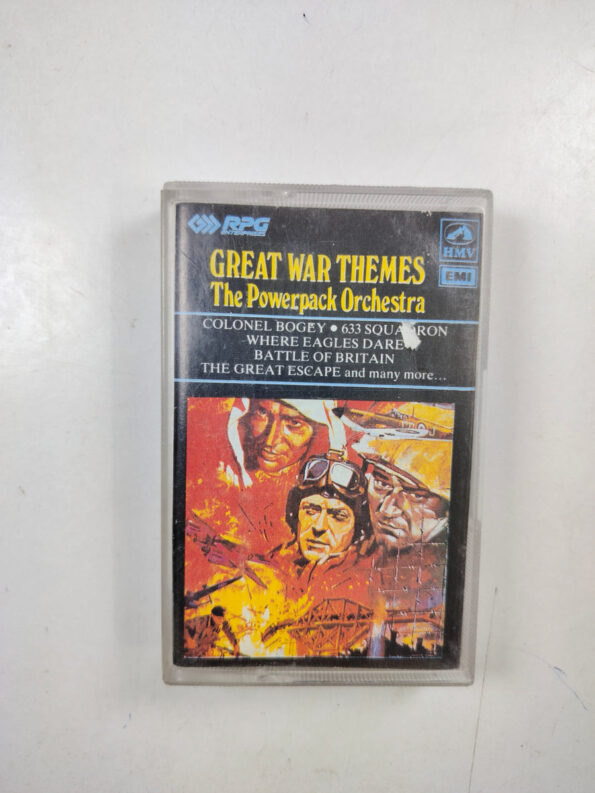 RPG
ENTERPRISES
HMV
EMI
GREAT WAR THEMES
The Powerpack Orchestra
COLONEL BOGEY • 633 SQUADRON
WHERE EAGLES DARE
BATTLE OF BRITAIN
THE GREAT ESCAPE and many more...